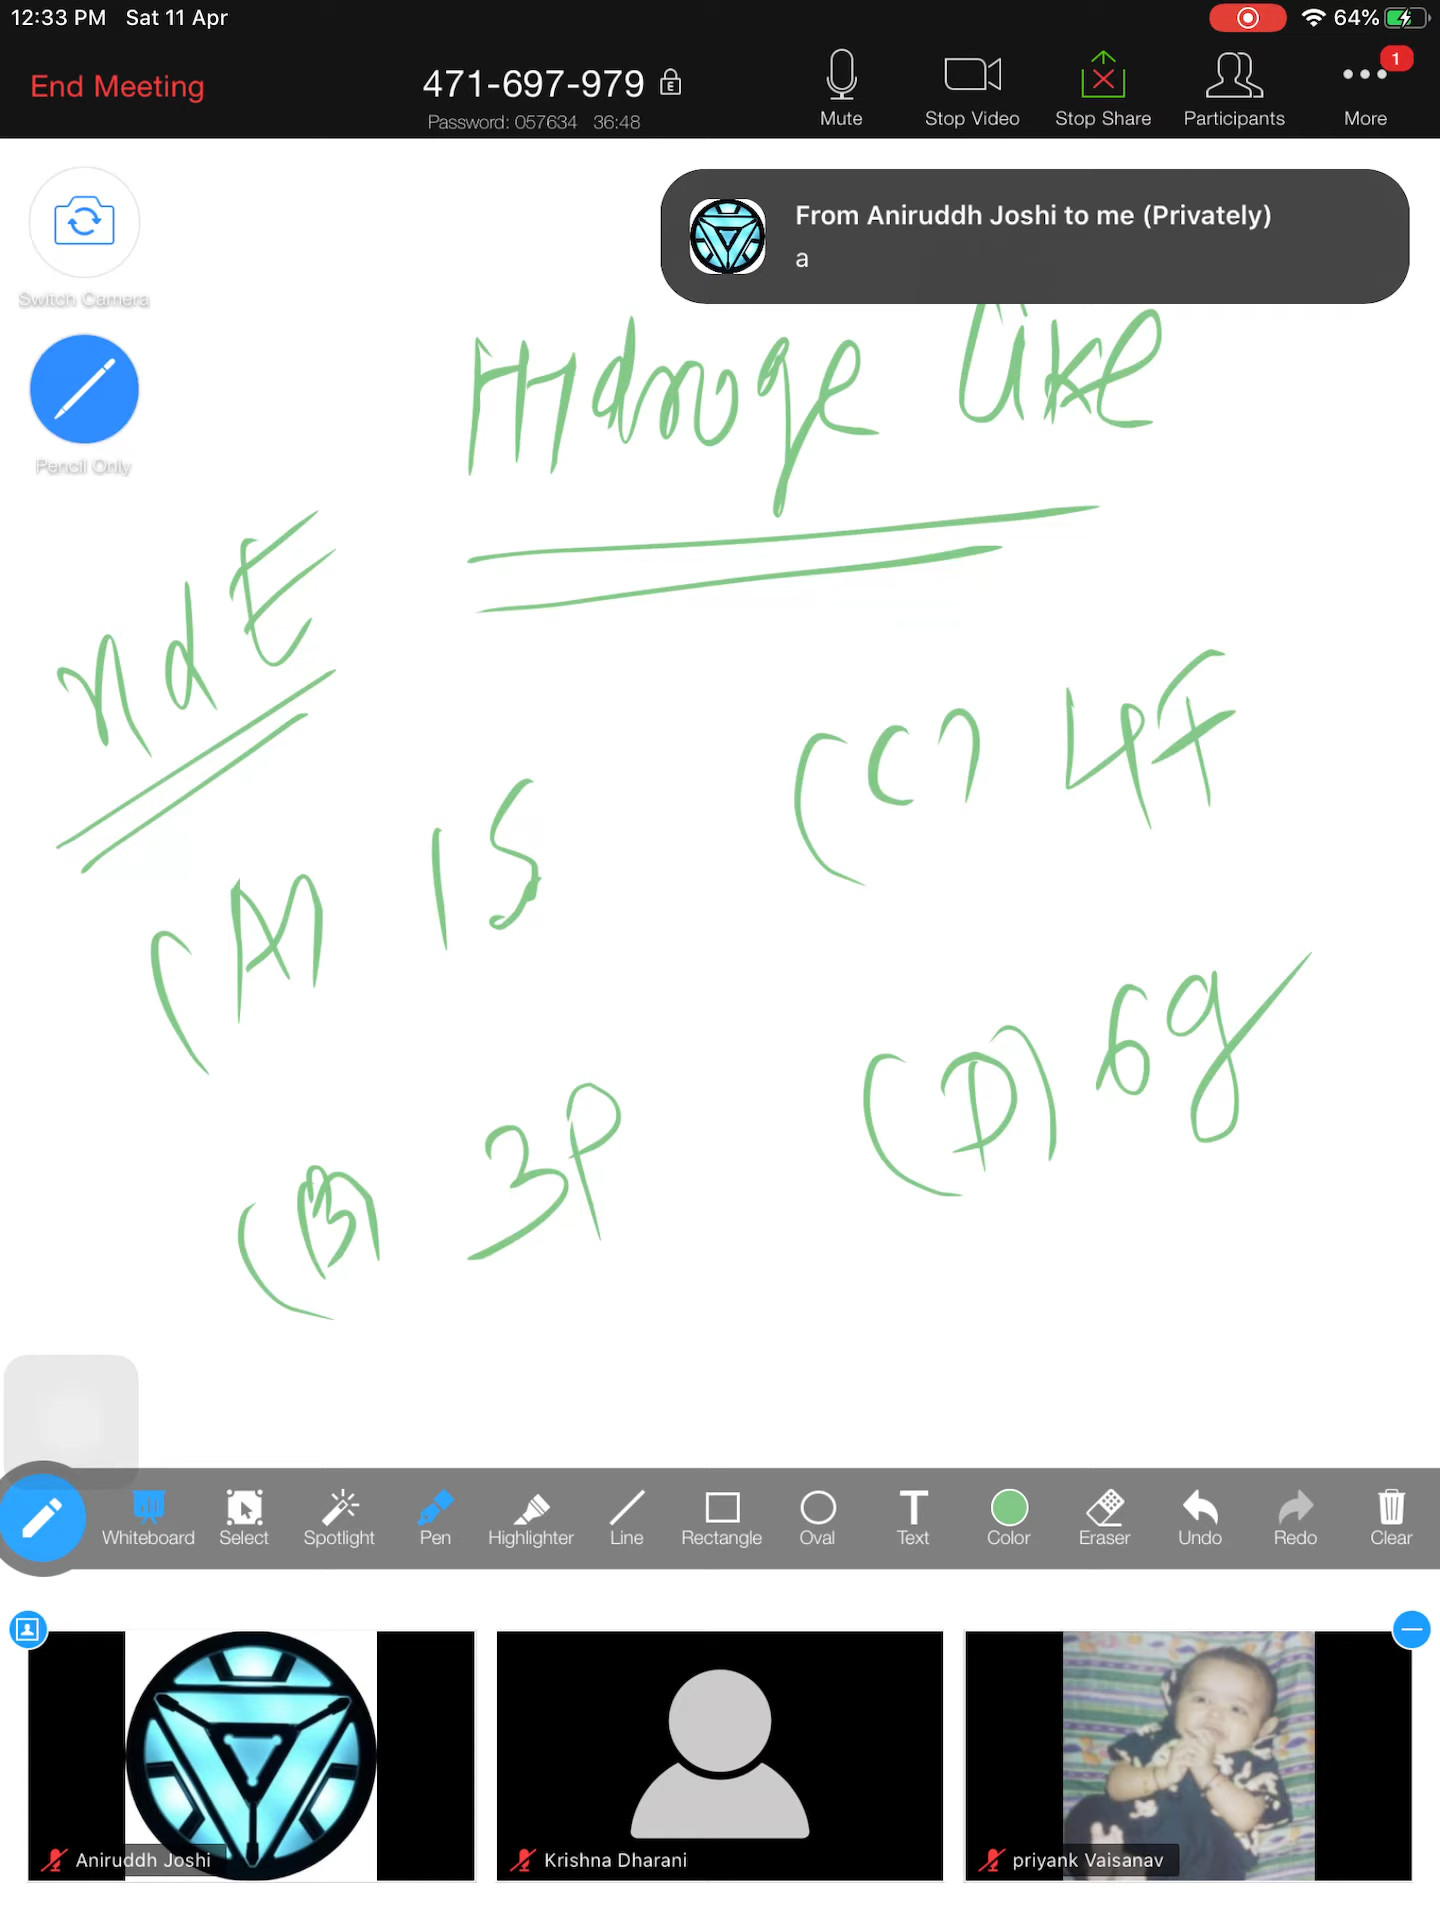 12:33 PM Sat 11 Apr
64%
End Meeting
471-697-979
Password: 057634 36:48
Mute
Stop Video
Stop Share
Participants
1
More
Switch Camera
Pencil Only
From Aniruddh Joshi to me (Privately)
a
Hydroge like
ndE
(A) 1S
(B) 3P
(C) 4F
(D) 6g
Whiteboard
Select
Spotlight
Pen
Highlighter
Line
Rectangle
Oval
T
Text
Color
Eraser
Undo
Redo
Clear
Aniruddh Joshi
Krishna Dharani
priyank Vaisanav